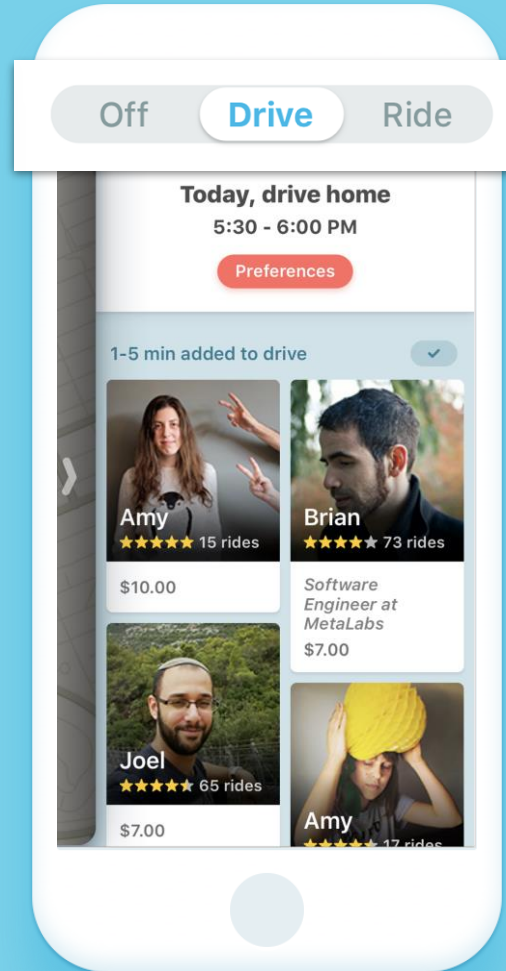 Off Drive Ride
Today, drive home
5:30 - 6:00 PM
Preferences
1-5 min added to drive
Amy
15 rides
$10.00
Brian
73 rides
Software
Engineer at
MetaLabs
$7.00
Joel
65 rides
$7.00
Amy
17 rides